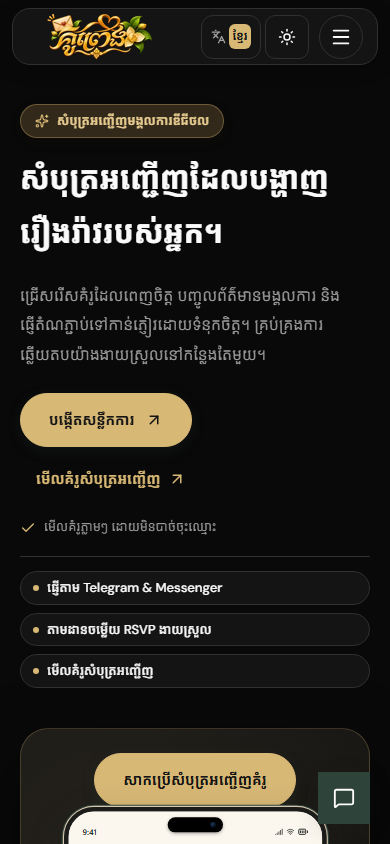 គូព្រេង
ខ្មែរ
សំបុត្រអញ្ជើញមង្គលការឌីជីថល
សំបុត្រអញ្ជើញដែលបង្ហាញ
រឿងរ៉ាវរបស់អ្នក។
ជ្រើសរើសគំរូដែលពេញចិត្ត បញ្ចូលព័ត៌មានមង្គលការ និង
ផ្ញើតំណភ្ជាប់ទៅកាន់ភ្ញៀវដោយទំនុកចិត្ត។ គ្រប់គ្រងការ
ឆ្លើយតបយ៉ាងងាយស្រួលនៅកន្លែងតែមួយ។
បង្កើតសន្លឹកការ
មើលគំរូសំបុត្រអញ្ជើញ
មើលគំរូភ្លាមៗ ដោយមិនបាច់ចុះឈ្មោះ
ផ្ញើតាម Telegram & Messenger
តាមដានចម្លើយ RSVP ងាយស្រួល
មើលគំរូសំបុត្រអញ្ជើញ
សាកប្រើសំបុត្រអញ្ជើញគំរូ
9:41